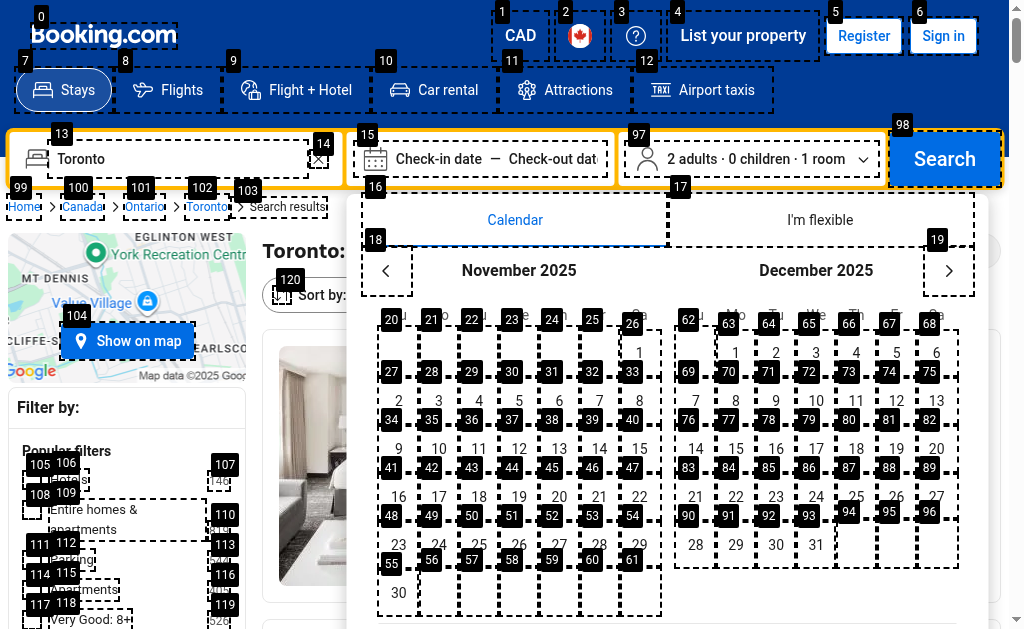 Booking.com
CAD
List your property
Register
Sign in
Stays
Flights
Flight + Hotel
Car rental
Attractions
Airport taxis
Toronto
Check-in date — Check-out dat
2 adults · 0 children · 1 room
Search
Home > Canada > Ontario > Toronto > Search results
Calendar
I'm flexible
November 2025
December 2025
1
2 3 4 5 6 7 8
9 10 11 12 13 14 15
16 17 18 19 20 21 22
23 24 25 26 27 28 29
30
1 2 3 4 5 6
7 8 9 10 11 12 13
14 15 16 17 18 19 20
21 22 23 24 25 26 27
28 29 30 31
Toronto:
Sort by:
EGLINTON WEST
York Recreation Centr
MT DENNIS
Value Village
Show on map
CLIFFE-S
EARLSC
Google
Map data ©2025 Goog
Filter by:
Popular filters
Hotels
146
Entire homes &
apartments
Parking
Apartments
Very Good: 8+
526
0
1
2
3
4
5
6
7
8
9
10
11
12
13
14
15
16
17
18
19
20
21
22
23
24
25
26
27
28
29
30
31
32
33
34
35
36
37
38
39
40
41
42
43
44
45
46
47
48
49
50
51
52
53
54
55
56
57
58
59
60
61
62
63
64
65
66
67
68
69
70
71
72
73
74
75
76
77
78
79
80
81
82
83
84
85
86
87
88
89
90
91
92
93
94
95
96
97
98
99
100
101
102
103
104
105
106
107
108
109
110
111
112
113
114
115
116
117
118
119
120